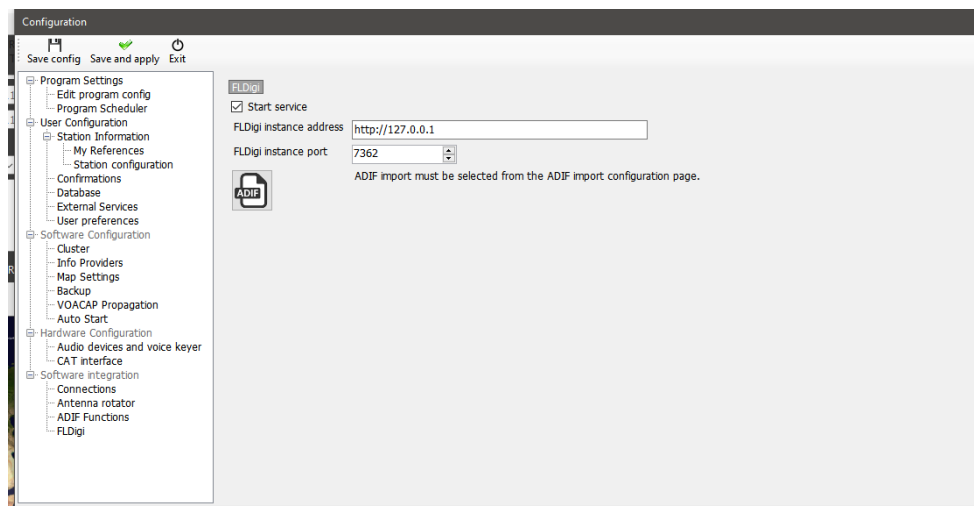 Configuration
Save config Save and apply Exit
Program Settings
Edit program config
Program Scheduler
User Configuration
Station Information
My References
Station configuration
Confirmations
Database
External Services
User preferences
Software Configuration
Cluster
Info Providers
Map Settings
Backup
VOACAP Propagation
Auto Start
Hardware Configuration
Audio devices and voice keyer
CAT interface
Software integration
Connections
Antenna rotator
ADIF Functions
FLDigi
FLDigi
Start service
FLDigi instance address http://127.0.0.1
FLDigi instance port 7362
ADIF import must be selected from the ADIF import configuration page.
ADIF